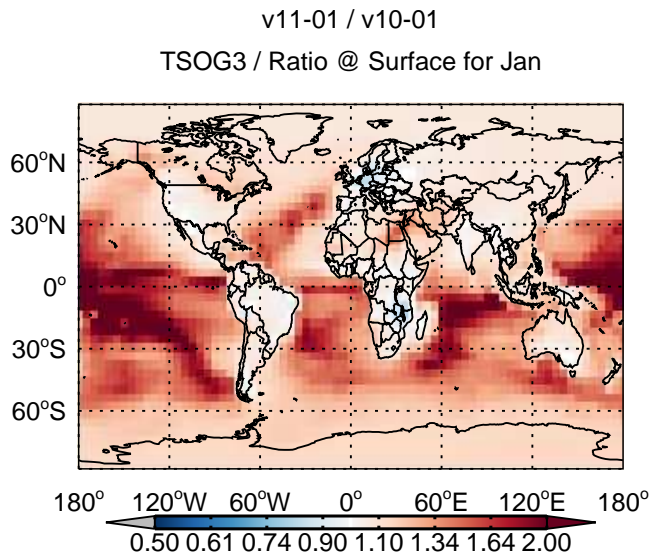 v11-01 / v10-01
TSOG3 / Ratio @ Surface for Jan
60°N
30°N
0°
30°S
60°S
180° 120°W 60°W 0° 60°E 120°E 180°
0.50 0.61 0.74 0.90 1.10 1.34 1.64 2.00